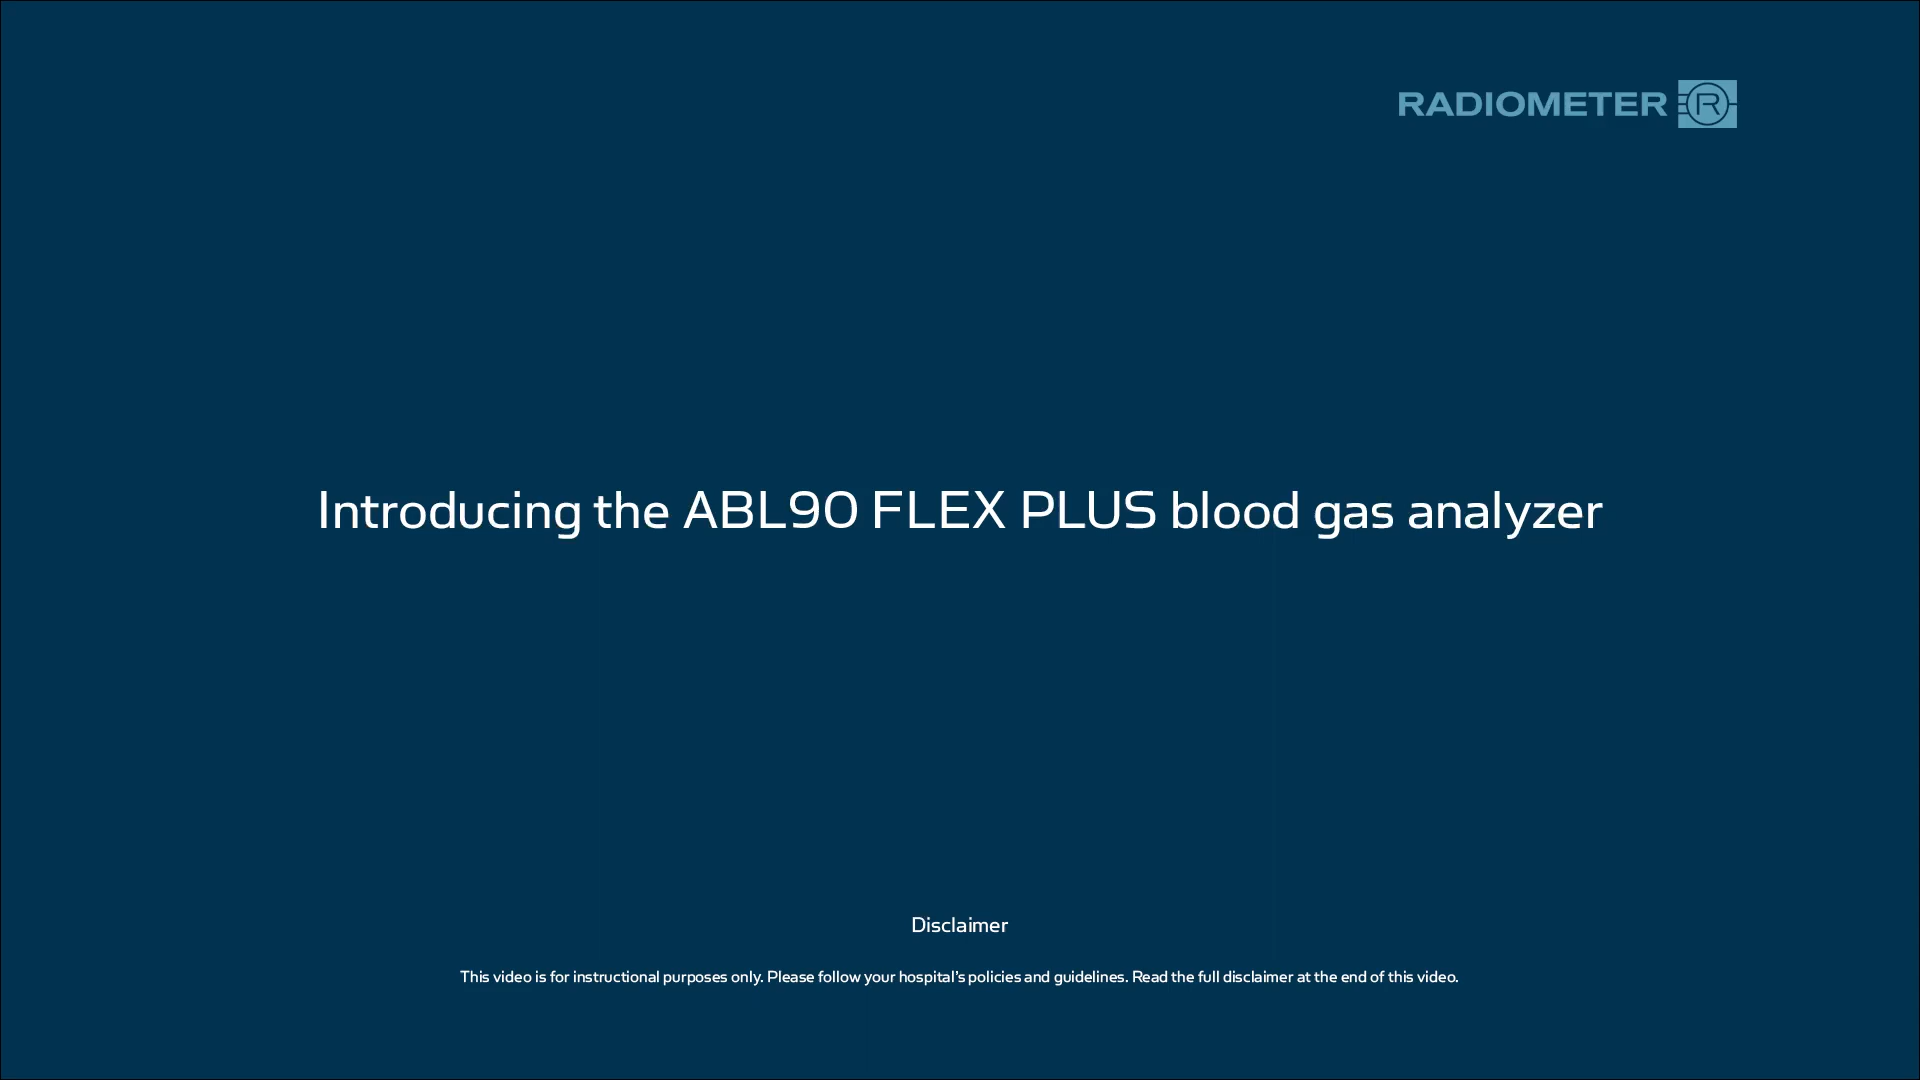 RADIOMETER R
Introducing the ABL90 FLEX PLUS blood gas analyzer
Disclaimer
This video is for instructional purposes only. Please follow your hospital's policies and guidelines. Read the full disclaimer at the end of this video.